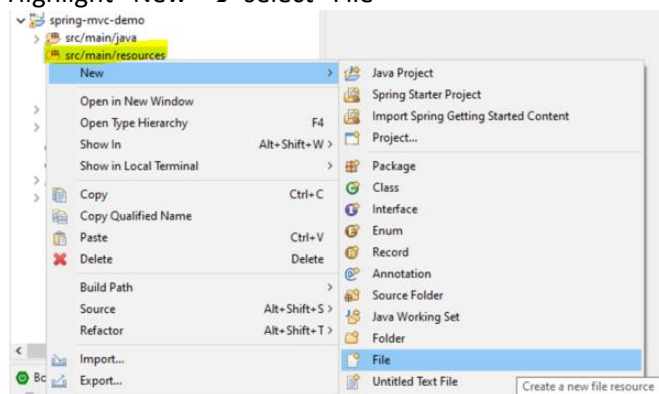 spring-mvc-demo
src/main/java
src/main/resources
New
Open in New Window
Open Type Hierarchy F4
Show In Alt+Shift+W >
Show in Local Terminal
Copy Ctrl+C
Copy Qualified Name
Paste Ctrl+V
Delete Delete
Build Path
Source Alt+Shift+S >
Refactor Alt+Shift+T >
Import...
Export...
Java Project
Spring Starter Project
Import Spring Getting Started Content
Project...
Package
Class
Interface
Enum
Record
Annotation
Source Folder
Java Working Set
Folder
File
Untitled Text File
Create a new file resource